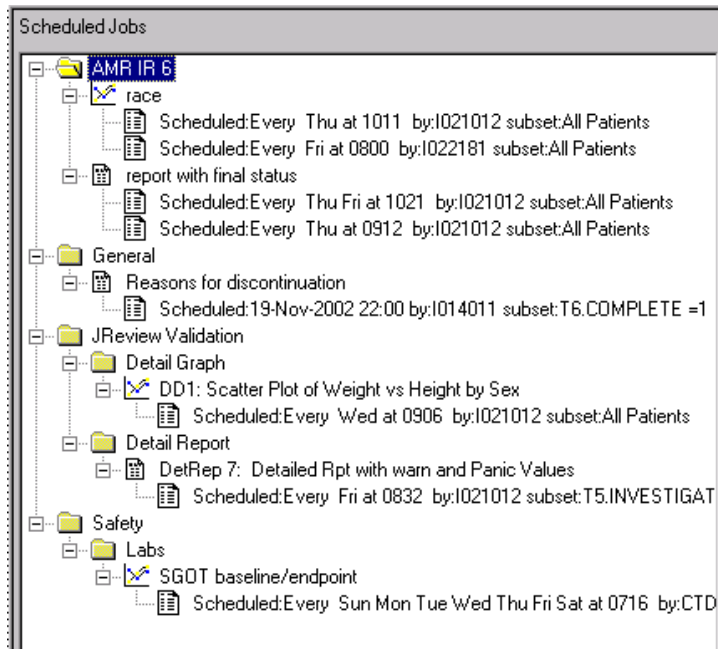 Scheduled Jobs
AMR IR 6
race
Scheduled:Every Thu at 1011 by:I021012 subset:All Patients
Scheduled:Every Fri at 0800 by:I022181 subset:All Patients
report with final status
Scheduled:Every Thu Fri at 1021 by:I021012 subset:All Patients
Scheduled:Every Thu at 0912 by:I021012 subset:All Patients
General
Reasons for discontinuation
Scheduled:19-Nov-2002 22:00 by:I014011 subset:T6.COMPLETE =1
JReview Validation
Detail Graph
DD1: Scatter Plot of Weight vs Height by Sex
Scheduled:Every Wed at 0906 by:I021012 subset:All Patients
Detail Report
DetRep 7: Detailed Rpt with warn and Panic Values
Scheduled:Every Fri at 0832 by:I021012 subset:T5.INVESTIGAT
Safety
Labs
SGOT baseline/endpoint
Scheduled:Every Sun Mon Tue Wed Thu Fri Sat at 0716 by:CTD